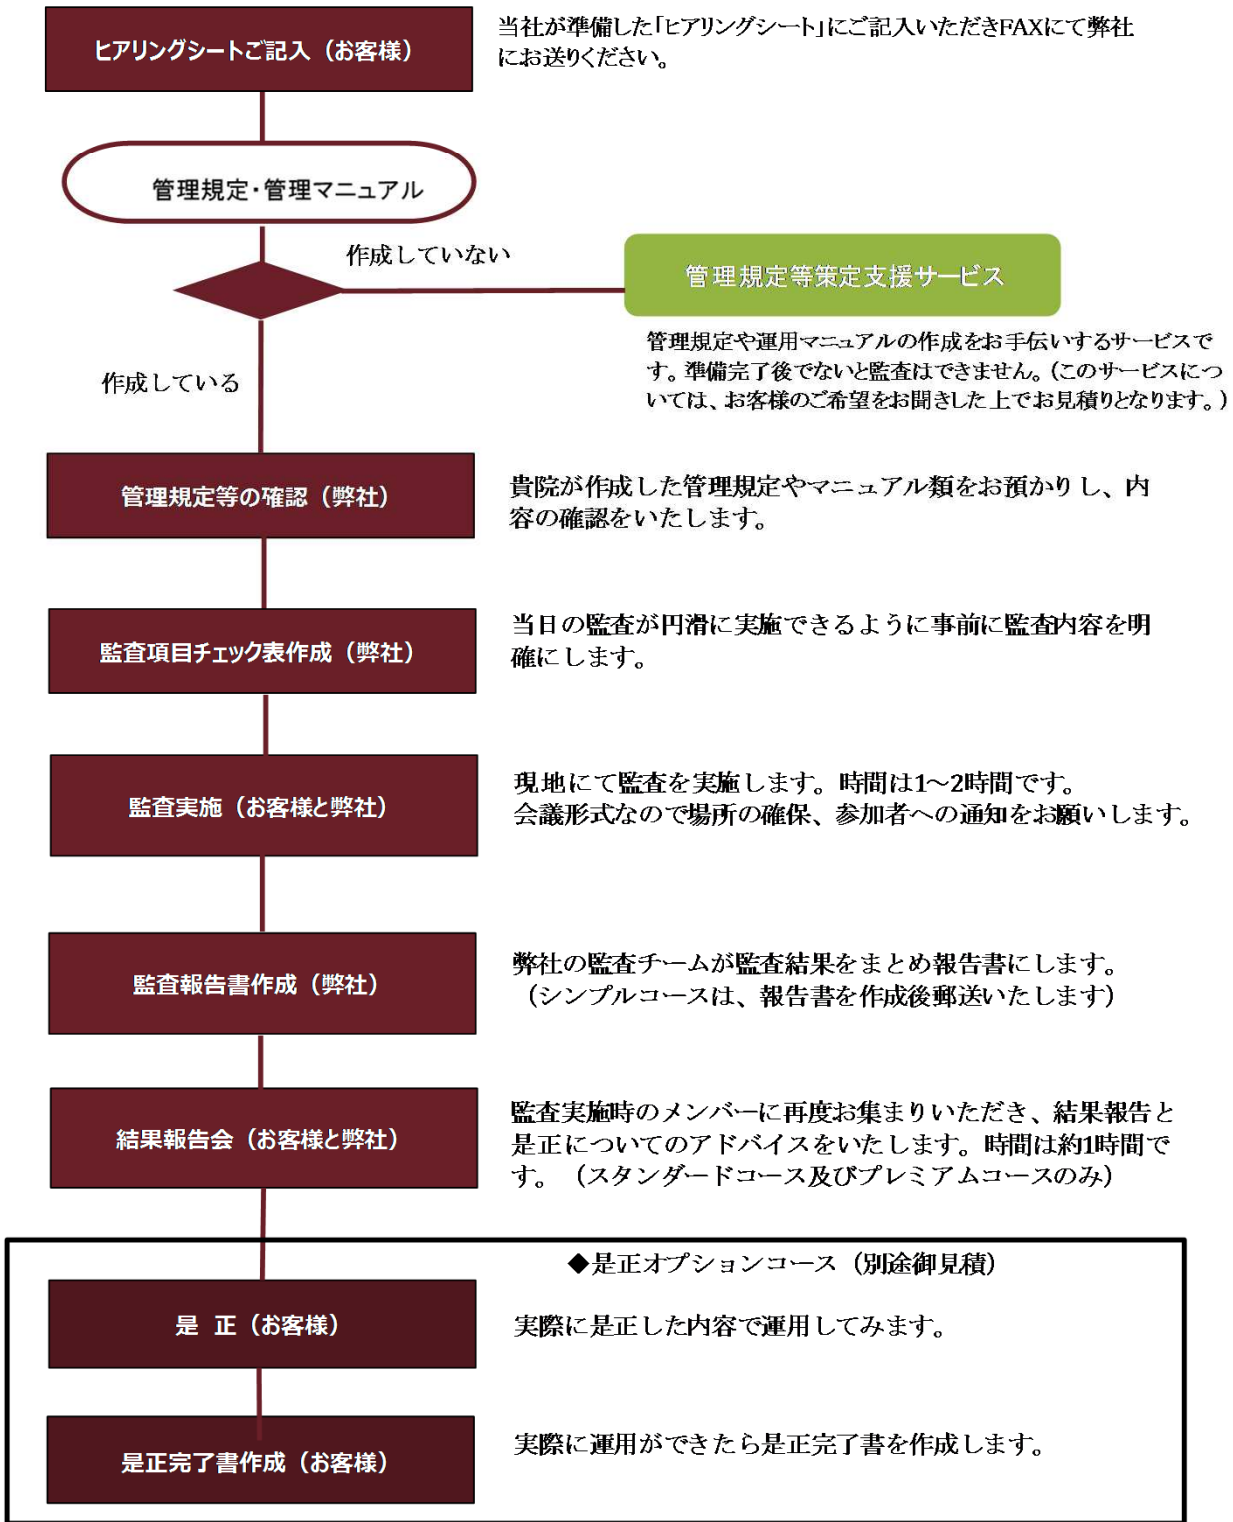 ヒアリングシートご記入（お客様）
当社が準備した「ヒアリングシート」にご記入いただきFAXにて弊社
にお送りください。
管理規定・管理マニュアル
作成していない
管理規定等策定支援サービス
管理規定や運用マニュアルの作成をお手伝いするサービスで
す。準備完了後でないと監査はできません。（このサービスにつ
いては、お客様のご希望をお聞きした上でお見積りとなります。）
作成している
管理規定等の確認（弊社）
貴院が作成した管理規定やマニュアル類をお預かりし、内
容の確認をいたします。
監査項目チェック表作成（弊社）
当日の監査が円滑に実施できるように事前に監査内容を明
確にします。
監査実施（お客様と弊社）
現地にて監査を実施します。時間は1～2時間です。
会議形式なので場所の確保、参加者への通知をお願いします。
監査報告書作成（弊社）
弊社の監査チームが監査結果をまとめ報告書にします。
（シンプルコースは、報告書を作成後郵送いたします）
結果報告会（お客様と弊社）
監査実施時のメンバーに再度お集まりいただき、結果報告と
是正についてのアドバイスをいたします。時間は約1時間で
す。（スタンダードコース及びプレミアムコースのみ）
◆是正オプションコース（別途御見積）
是 正（お客様）
実際に是正した内容で運用してみます。
是正完了書作成（お客様）
実際に運用ができたら是正完了書を作成します。